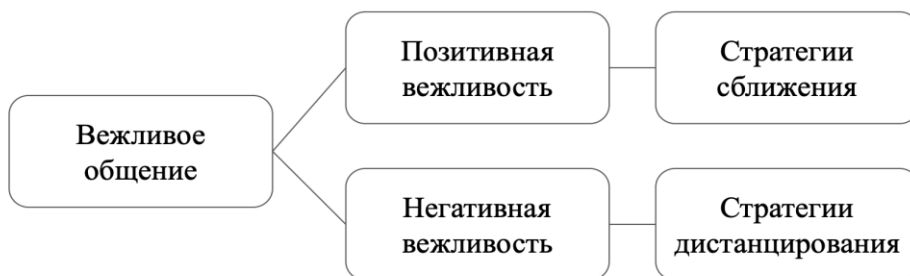 Вежливое
общение
Позитивная
вежливость
Стратегии
сближения
Негативная
вежливость
Стратегии
дистанцирования